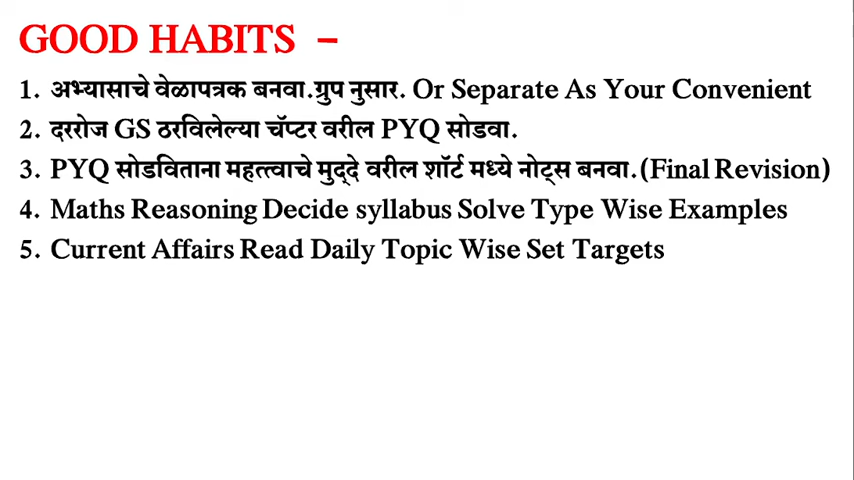 GOOD HABITS –
1. अभ्यासाचे वेळापत्रक बनवा.ग्रुप नुसार. Or Separate As Your Convenient
2. दररोज GS ठरविलेल्या चॅप्टर वरील PYQ सोडवा.
3. PYQ सोडविताना महत्त्वाचे मुद्दे वरील शॉर्ट मध्ये नोट्स बनवा.(Final Revision)
4. Maths Reasoning Decide syllabus Solve Type Wise Examples
5. Current Affairs Read Daily Topic Wise Set Targets